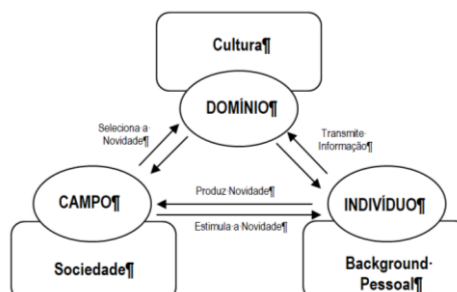 Cultura¶
DOMÍNIO¶
Seleciona·a·
Novidade¶
Transmite·
Informação¶
CAMPO¶
Produz·Novidade¶
Estimula·a·Novidade¶
INDIVÍDUO¶
Sociedade¶
Background·
Pessoal¶